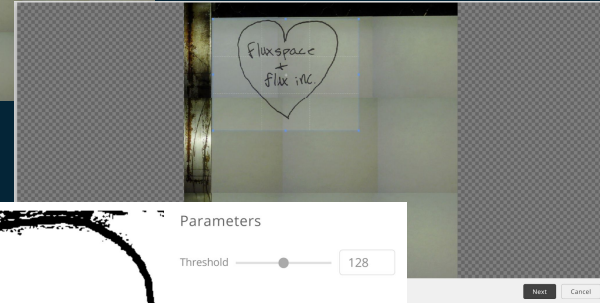 Fluxspace
+
flux inc.
Parameters
Threshold 128
Next Cancel